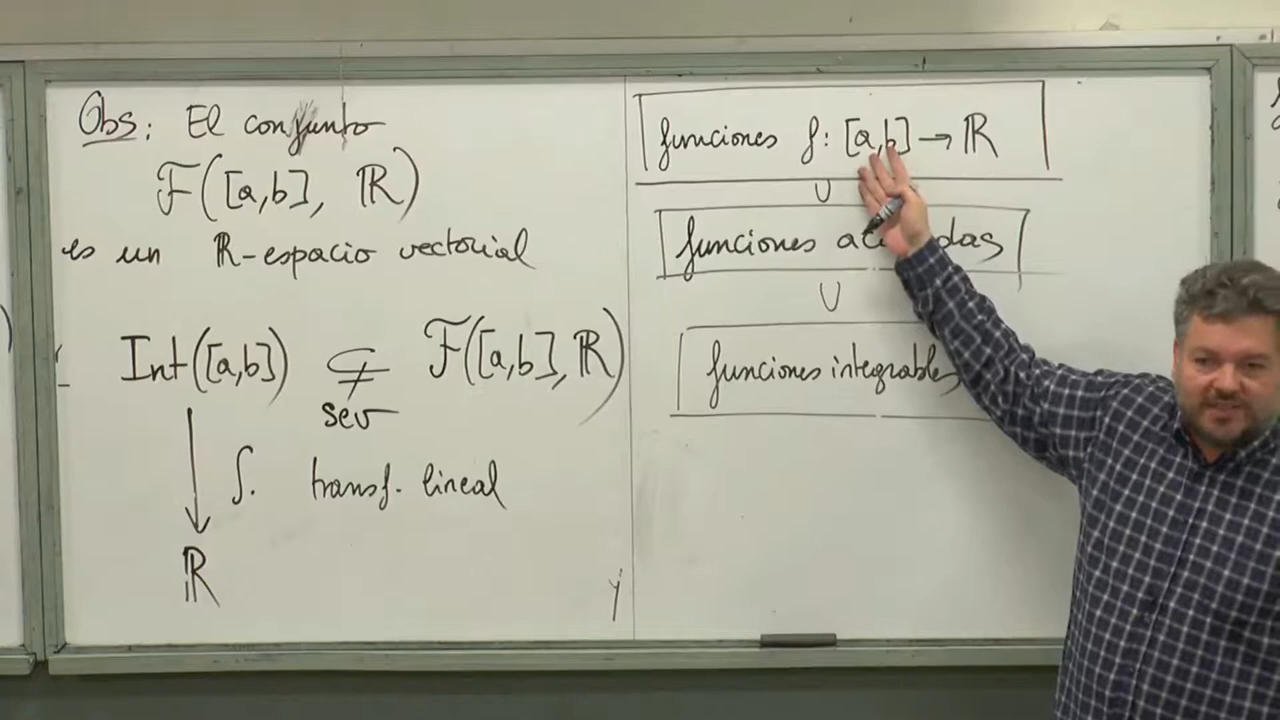 Obs: El conjunto
F([a,b], ℝ)
es un ℝ-espacio vectorial
Int([a,b]) ⊊ F([a,b], ℝ)
sev
∫. transf. lineal
ℝ
funciones f: [a,b] → ℝ
∪
funciones
∪
funciones integrables